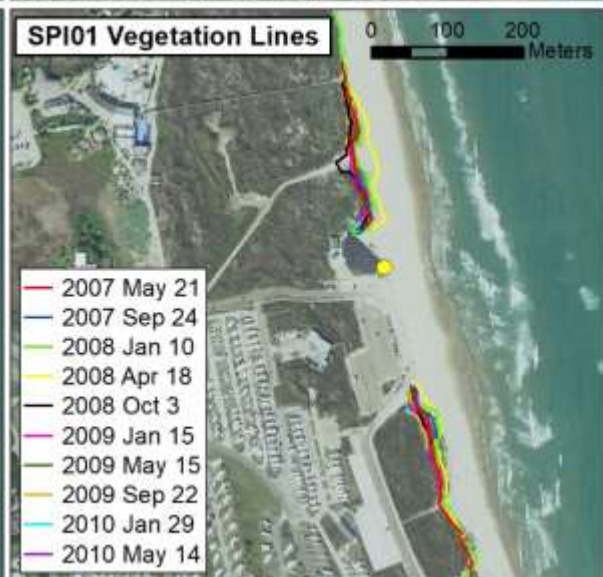 SPI01 Vegetation Lines
0 100 200
Meters
2007 May 21
2007 Sep 24
2008 Jan 10
2008 Apr 18
2008 Oct 3
2009 Jan 15
2009 May 15
2009 Sep 22
2010 Jan 29
2010 May 14